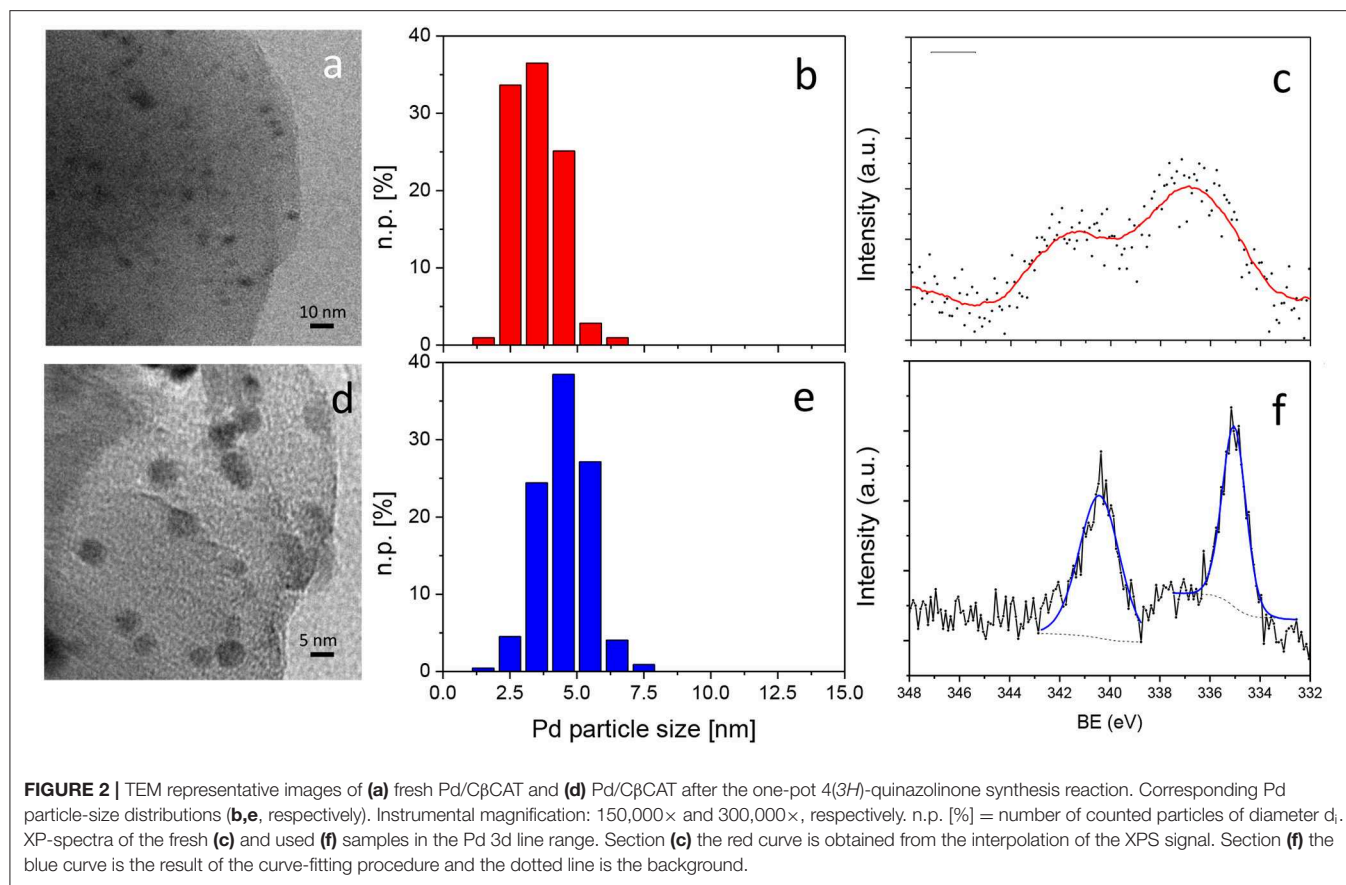 a
10 nm
40
30
20
10
0
n.p. [%]
b
Intensity (a.u.)
c
d
5 nm
40
30
20
10
0
n.p. [%]
e
0.0 2.5 5.0 7.5 10.0 12.5 15.0
Pd particle size [nm]
Intensity (a.u.)
f
348 346 344 342 340 338 336 334 332
BE (eV)
FIGURE 2 | TEM representative images of (a) fresh Pd/CβCAT and (d) Pd/CβCAT after the one-pot 4(3H)-quinazolinone synthesis reaction. Corresponding Pd
particle-size distributions (b,e, respectively). Instrumental magnification: 150,000× and 300,000×, respectively. n.p. [%] = number of counted particles of diameter dᵢ.
XP-spectra of the fresh (c) and used (f) samples in the Pd 3d line range. Section (c) the red curve is obtained from the interpolation of the XPS signal. Section (f) the
blue curve is the result of the curve-fitting procedure and the dotted line is the background.